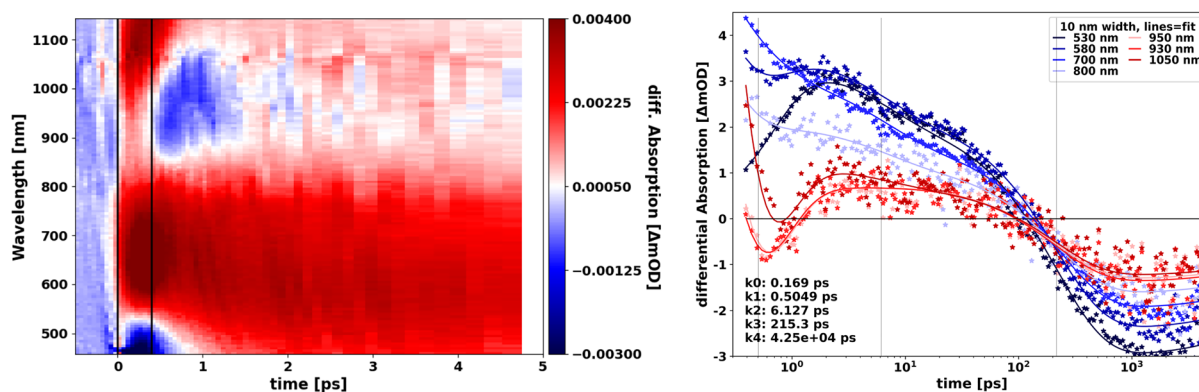 1100
1000
900
800
700
600
500
Wavelength [nm]
0 1 2 3 4 5
time [ps]
0.00400
0.00225
0.00050
−0.00125
−0.00300
diff. Absorption [ΔmOD]
10 nm width, lines=fit
530 nm 950 nm
580 nm 930 nm
700 nm 1050 nm
800 nm
4
3
2
1
0
-1
-2
-3
differential Absorption [ΔmOD]
k0: 0.169 ps
k1: 0.5049 ps
k2: 6.127 ps
k3: 215.3 ps
k4: 4.25e+04 ps
10⁰ 10¹ 10² 10³
time [ps]